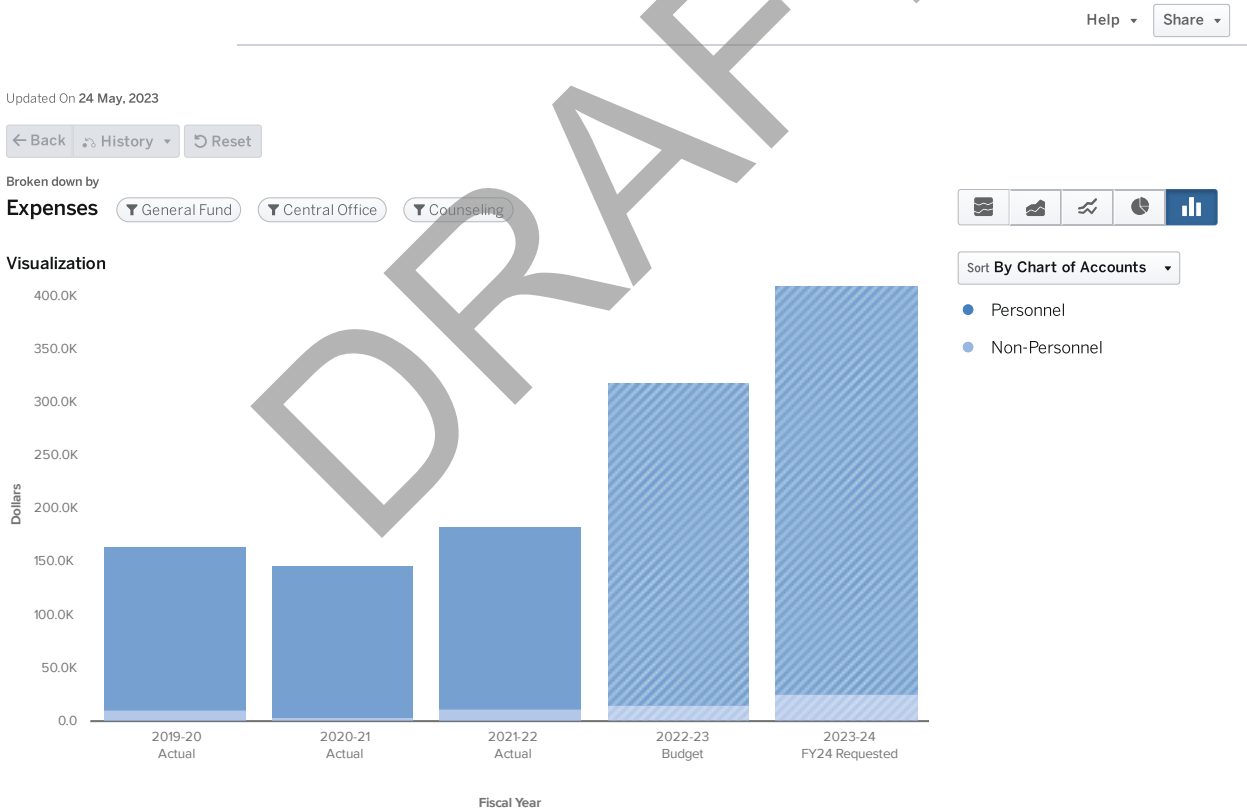 Help
Share
Updated On 24 May, 2023
Back
History
Reset
Broken down by
Expenses
General Fund
Central Office
Counseling
Visualization
Sort By Chart of Accounts
Personnel
Non-Personnel
400.0K
350.0K
300.0K
250.0K
200.0K
150.0K
100.0K
50.0K
0.0
Dollars
2019-20
Actual
2020-21
Actual
2021-22
Actual
2022-23
Budget
2023-24
FY24 Requested
Fiscal Year
DRAF